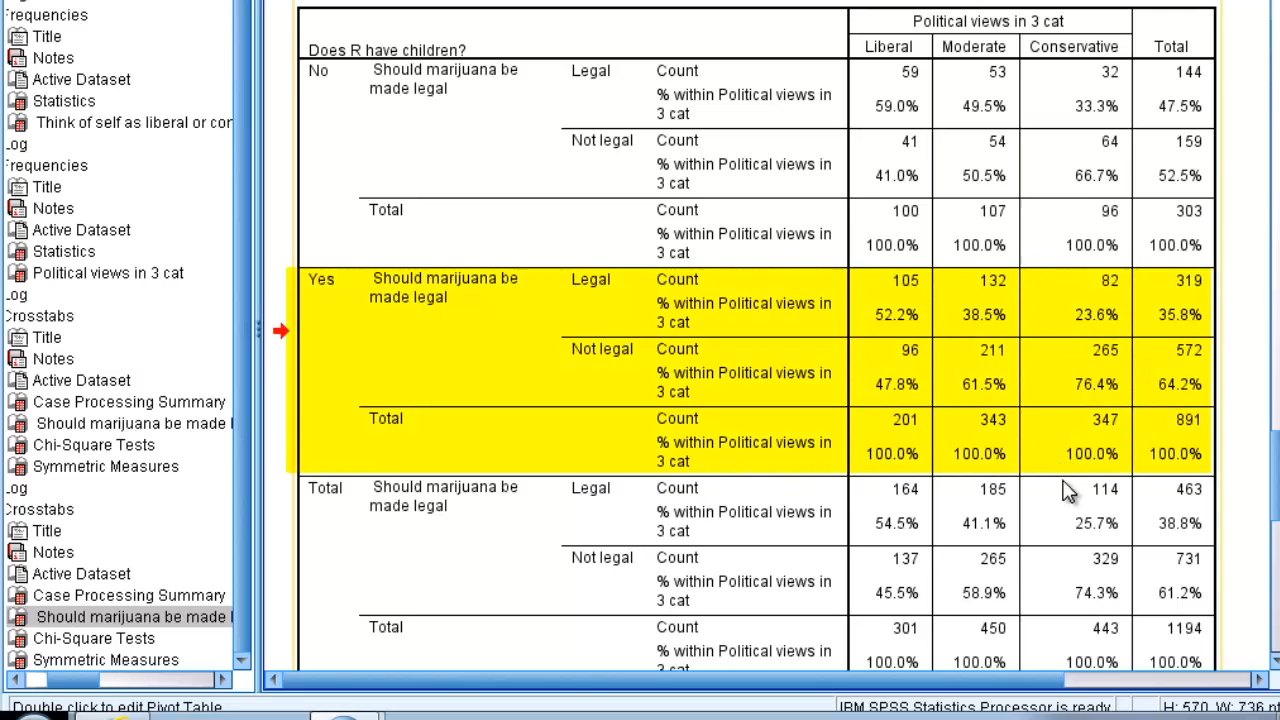 Frequencies
Title
Notes
Active Dataset
Statistics
Think of self as liberal or cor
Log
Frequencies
Title
Notes
Active Dataset
Statistics
Political views in 3 cat
Log
Crosstabs
Title
Notes
Active Dataset
Case Processing Summary
Should marijuana be made l
Chi-Square Tests
Symmetric Measures
Log
Crosstabs
Title
Notes
Active Dataset
Case Processing Summary
Should marijuana be made l
Chi-Square Tests
Symmetric Measures
Political views in 3 cat
Does R have children? Liberal Moderate Conservative Total
No Should marijuana be made legal Legal Count 59 53 32 144
% within Political views in 3 cat 59.0% 49.5% 33.3% 47.5%
Not legal Count 41 54 64 159
% within Political views in 3 cat 41.0% 50.5% 66.7% 52.5%
Total Count 100 107 96 303
% within Political views in 3 cat 100.0% 100.0% 100.0% 100.0%
Yes Should marijuana be made legal Legal Count 105 132 82 319
% within Political views in 3 cat 52.2% 38.5% 23.6% 35.8%
Not legal Count 96 211 265 572
% within Political views in 3 cat 47.8% 61.5% 76.4% 64.2%
Total Count 201 343 347 891
% within Political views in 3 cat 100.0% 100.0% 100.0% 100.0%
Total Should marijuana be made legal Legal Count 164 185 114 463
% within Political views in 3 cat 54.5% 41.1% 25.7% 38.8%
Not legal Count 137 265 329 731
% within Political views in 3 cat 45.5% 58.9% 74.3% 61.2%
Total Count 301 450 443 1194
% within Political views in 3 cat 100.0% 100.0% 100.0% 100.0%
Double click to edit Pivot Table
IBM SPSS Statistics Processor is ready
H: 570, W: 736 pt